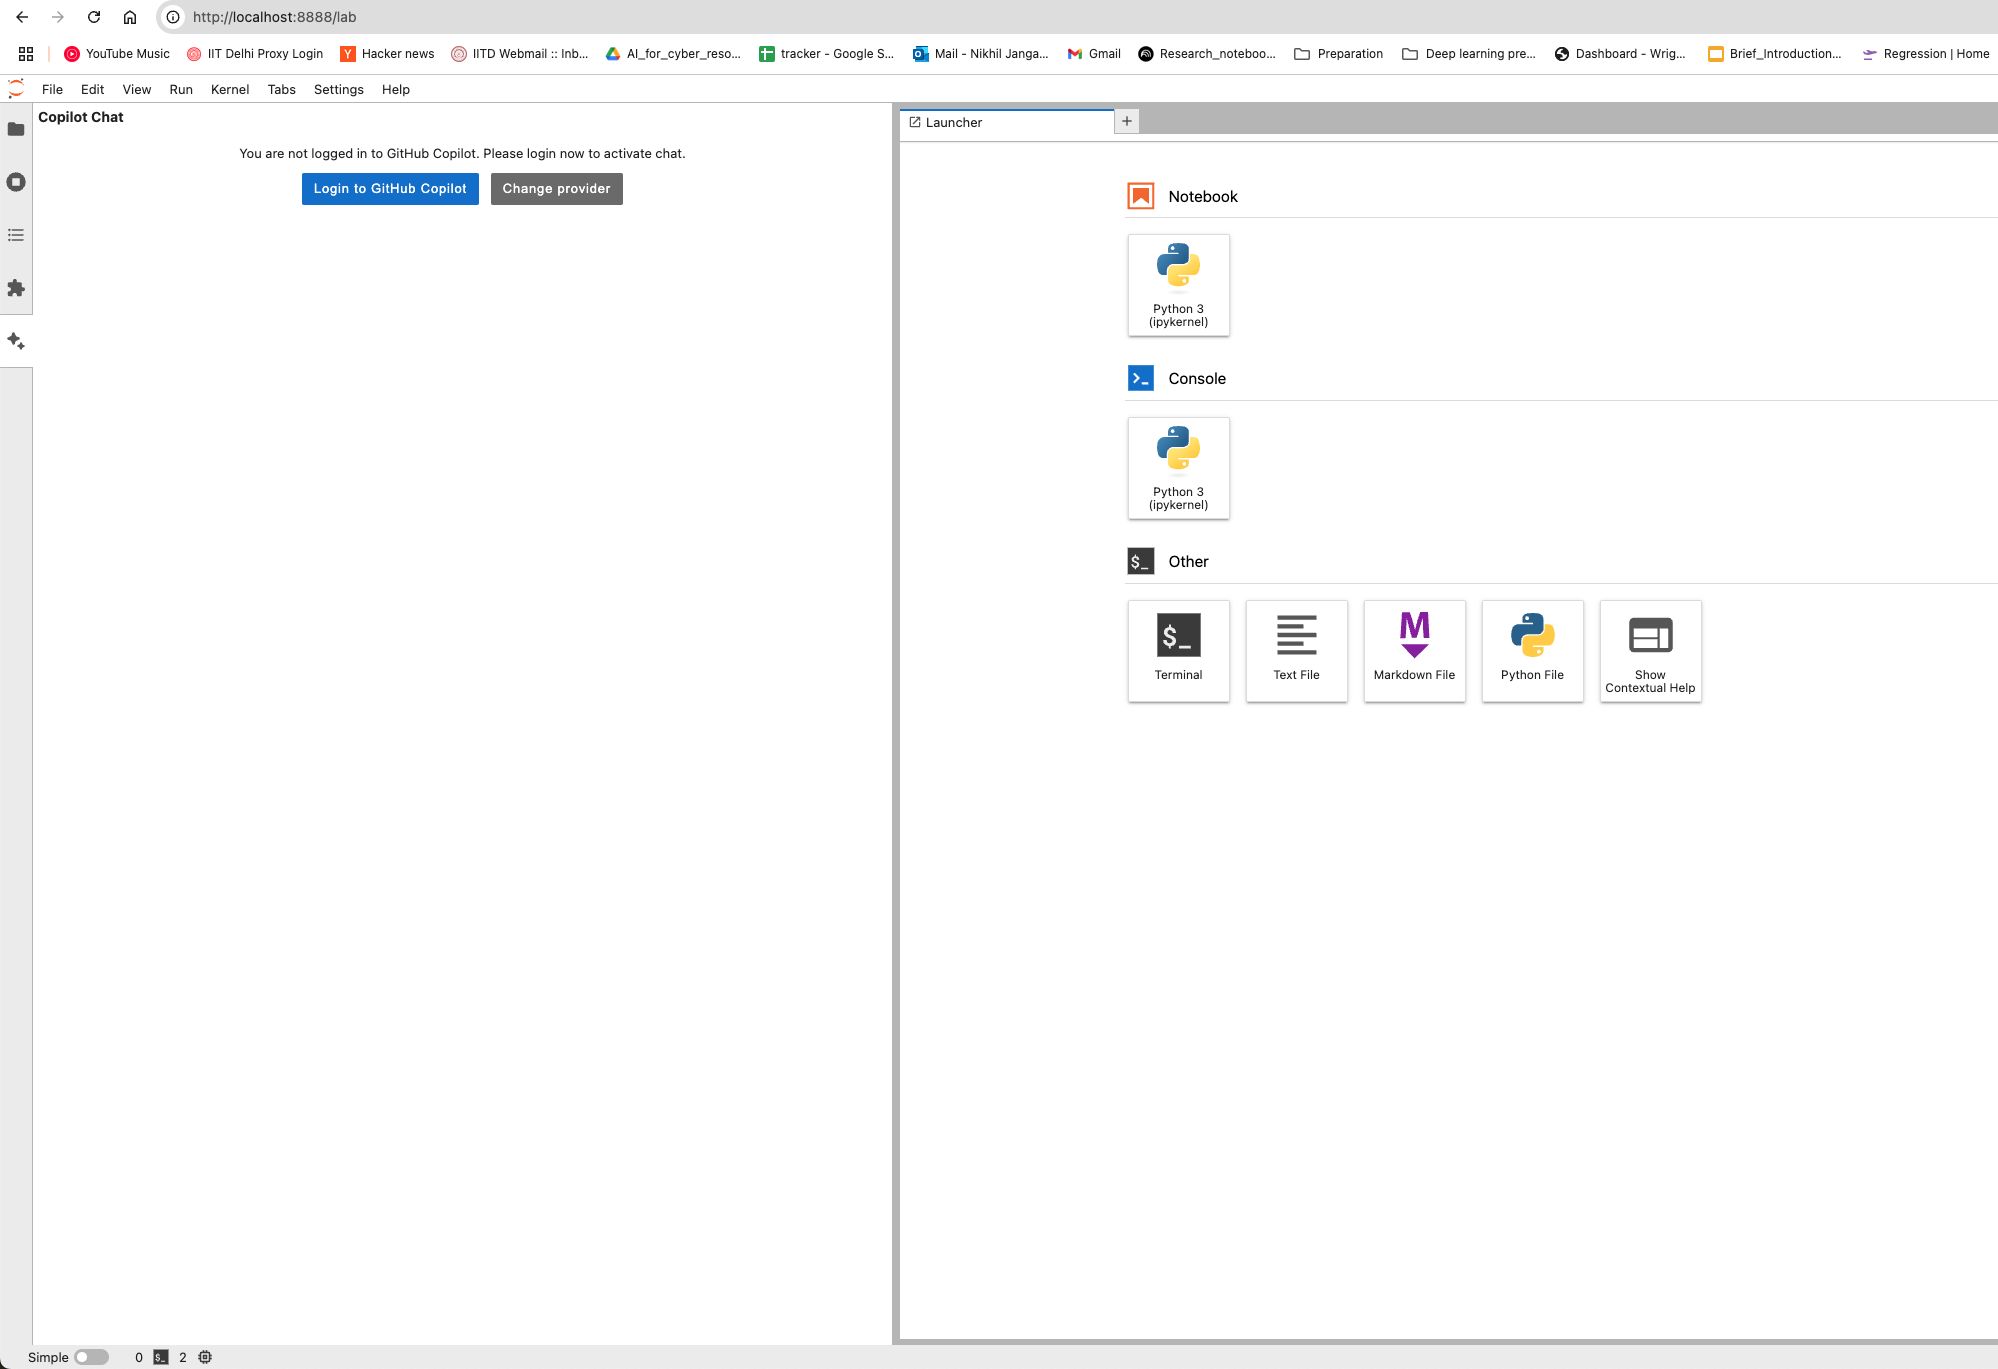 http://localhost:8888/lab
YouTube Music
IIT Delhi Proxy Login
Y
Hacker news
IITD Webmail :: Inb...
AI_for_cyber_reso...
tracker - Google S...
Mail - Nikhil Janga...
Gmail
Research_noteboo...
Preparation
Deep learning pre...
Dashboard - Wrig...
Brief_Introduction...
Regression | Home
File Edit View Run Kernel Tabs Settings Help
Copilot Chat
You are not logged in to GitHub Copilot. Please login now to activate chat.
Login to GitHub Copilot
Change provider
Launcher
+
Notebook
Python 3
(ipykernel)
>_
Console
Python 3
(ipykernel)
$_
Other
$_
Terminal
Text File
M
Markdown File
Python File
Show
Contextual Help
Simple
0
$_
2